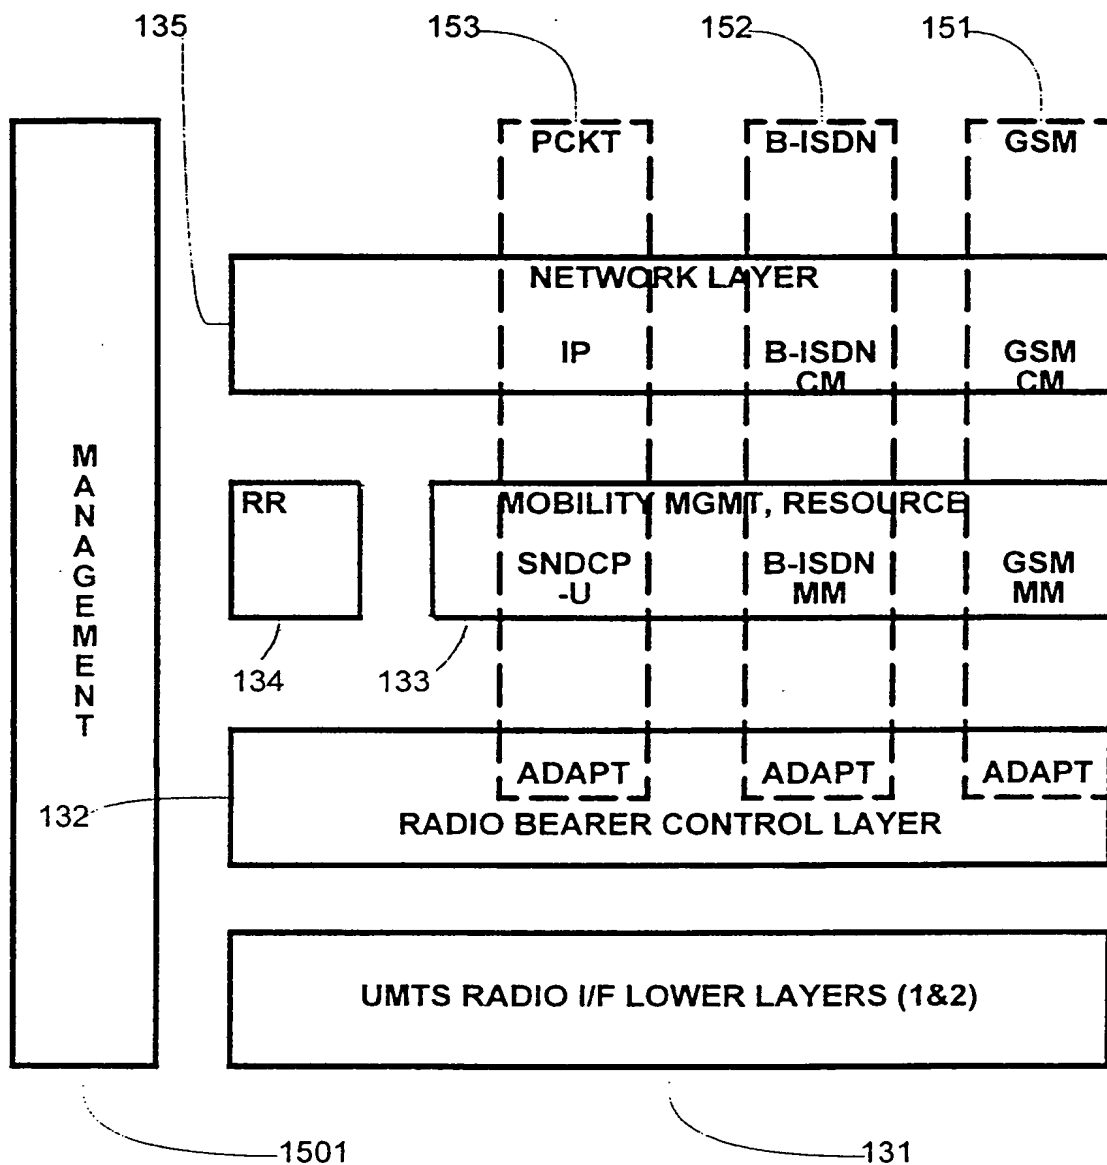 135
153
152
151
PCKT
B-ISDN
GSM
NETWORK LAYER
IP
B-ISDN
CM
GSM
CM
MANAGEMENT
RR
MOBILITY MGMT, RESOURCE
SNDCP
-U
B-ISDN
MM
GSM
MM
134
133
ADAPT
ADAPT
ADAPT
132
RADIO BEARER CONTROL LAYER
UMTS RADIO I/F LOWER LAYERS (1&2)
1501
131